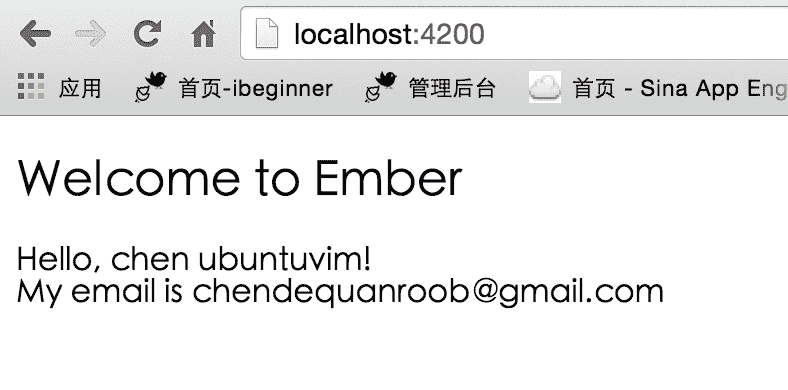 localhost:4200
应用 首页-ibeginner 管理后台 首页 - Sina App Eng
Welcome to Ember
Hello, chen ubuntuvim!
My email is chendequanroob@gmail.com